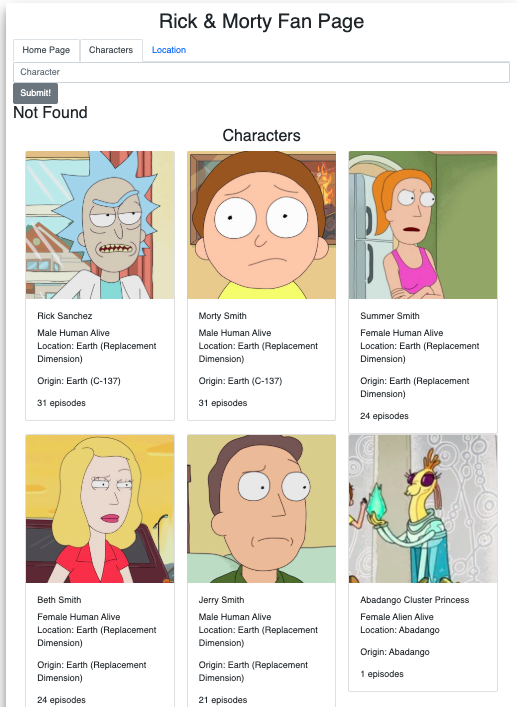 Rick & Morty Fan Page
Home Page Characters Location
Character
Submit!
Not Found
Characters
Rick Sanchez
Male Human Alive
Location: Earth (Replacement
Dimension)
Origin: Earth (C-137)
31 episodes
Morty Smith
Male Human Alive
Location: Earth (Replacement
Dimension)
Origin: Earth (C-137)
31 episodes
Summer Smith
Female Human Alive
Location: Earth (Replacement
Dimension)
Origin: Earth (Replacement
Dimension)
24 episodes
Beth Smith
Female Human Alive
Location: Earth (Replacement
Dimension)
Origin: Earth (Replacement
Dimension)
24 episodes
Jerry Smith
Male Human Alive
Location: Earth (Replacement
Dimension)
Origin: Earth (Replacement
Dimension)
21 episodes
Abadango Cluster Princess
Female Alien Alive
Location: Abadango
Origin: Abadango
1 episodes